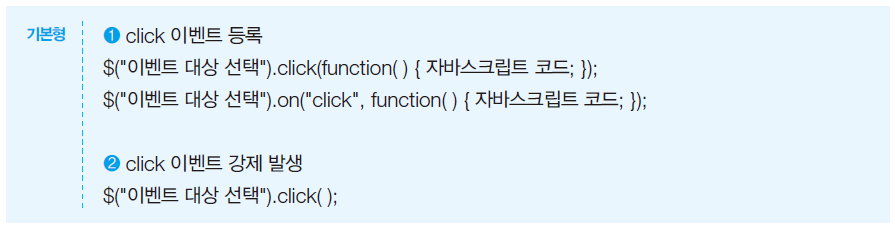 기본형
❶ click 이벤트 등록
$("이벤트 대상 선택").click(function( ) { 자바스크립트 코드; });
$("이벤트 대상 선택").on("click", function( ) { 자바스크립트 코드; });
❷ click 이벤트 강제 발생
$("이벤트 대상 선택").click( );